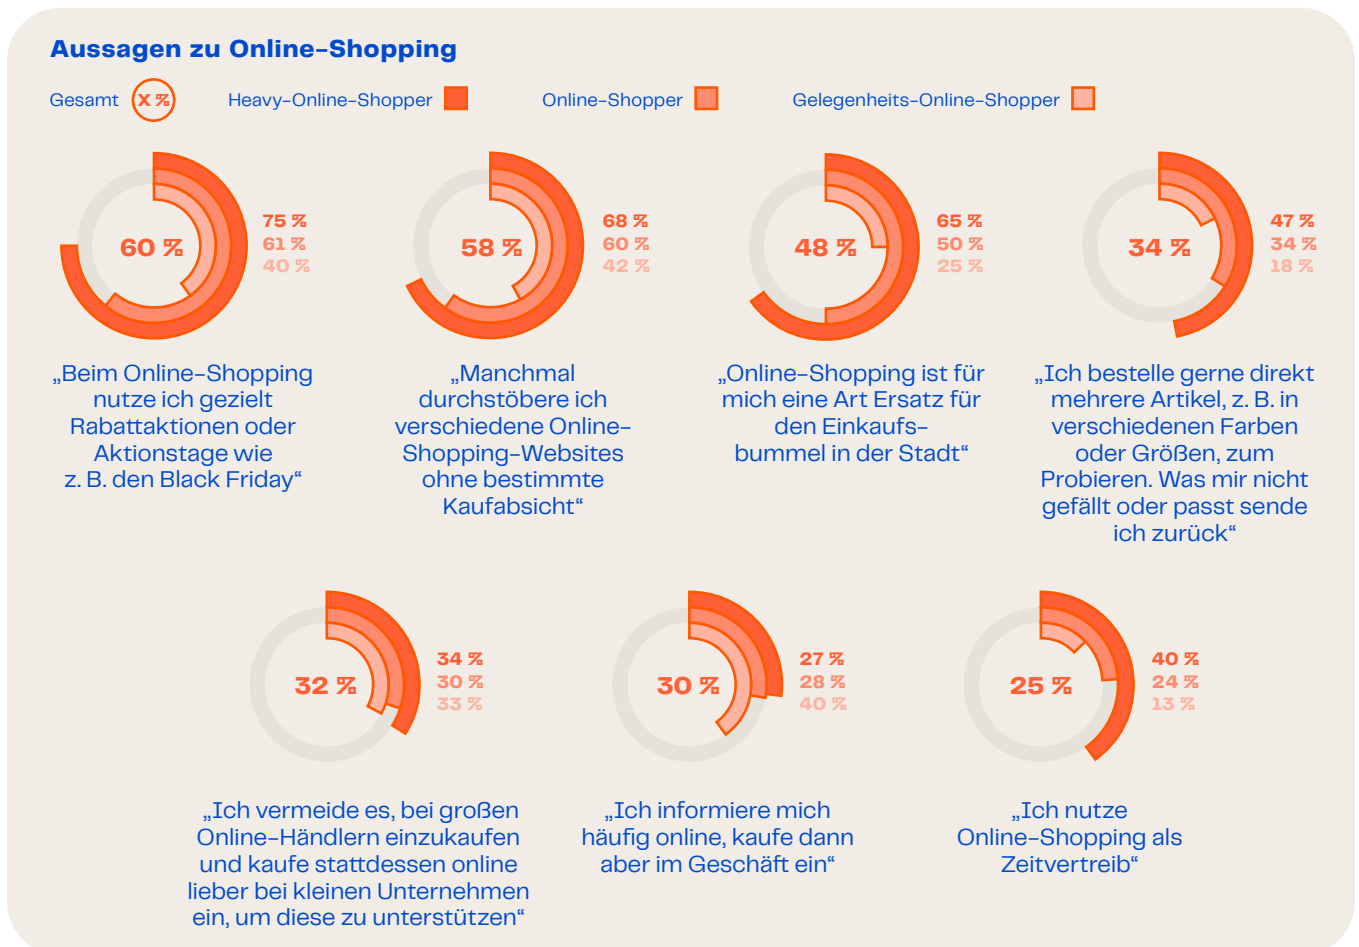 Aussagen zu Online-Shopping
Gesamt X % Heavy-Online-Shopper Online-Shopper Gelegenheits-Online-Shopper
60 %
75 %
61 %
40 %
„Beim Online-Shopping
nutze ich gezielt
Rabattaktionen oder
Aktionstage wie
z. B. den Black Friday“
58 %
68 %
60 %
42 %
„Manchmal
durchstöbere ich
verschiedene Online-
Shopping-Websites
ohne bestimmte
Kaufabsicht“
48 %
65 %
50 %
25 %
„Online-Shopping ist für
mich eine Art Ersatz für
den Einkaufs-
bummel in der Stadt“
34 %
47 %
34 %
18 %
„Ich bestelle gerne direkt
mehrere Artikel, z. B. in
verschiedenen Farben
oder Größen, zum
Probieren. Was mir nicht
gefällt oder passt sende
ich zurück“
32 %
34 %
30 %
33 %
„Ich vermeide es, bei großen
Online-Händlern einzukaufen
und kaufe stattdessen online
lieber bei kleinen Unternehmen
ein, um diese zu unterstützen“
30 %
27 %
28 %
40 %
„Ich informiere mich
häufig online, kaufe dann
aber im Geschäft ein“
25 %
40 %
24 %
13 %
„Ich nutze
Online-Shopping als
Zeitvertreib“